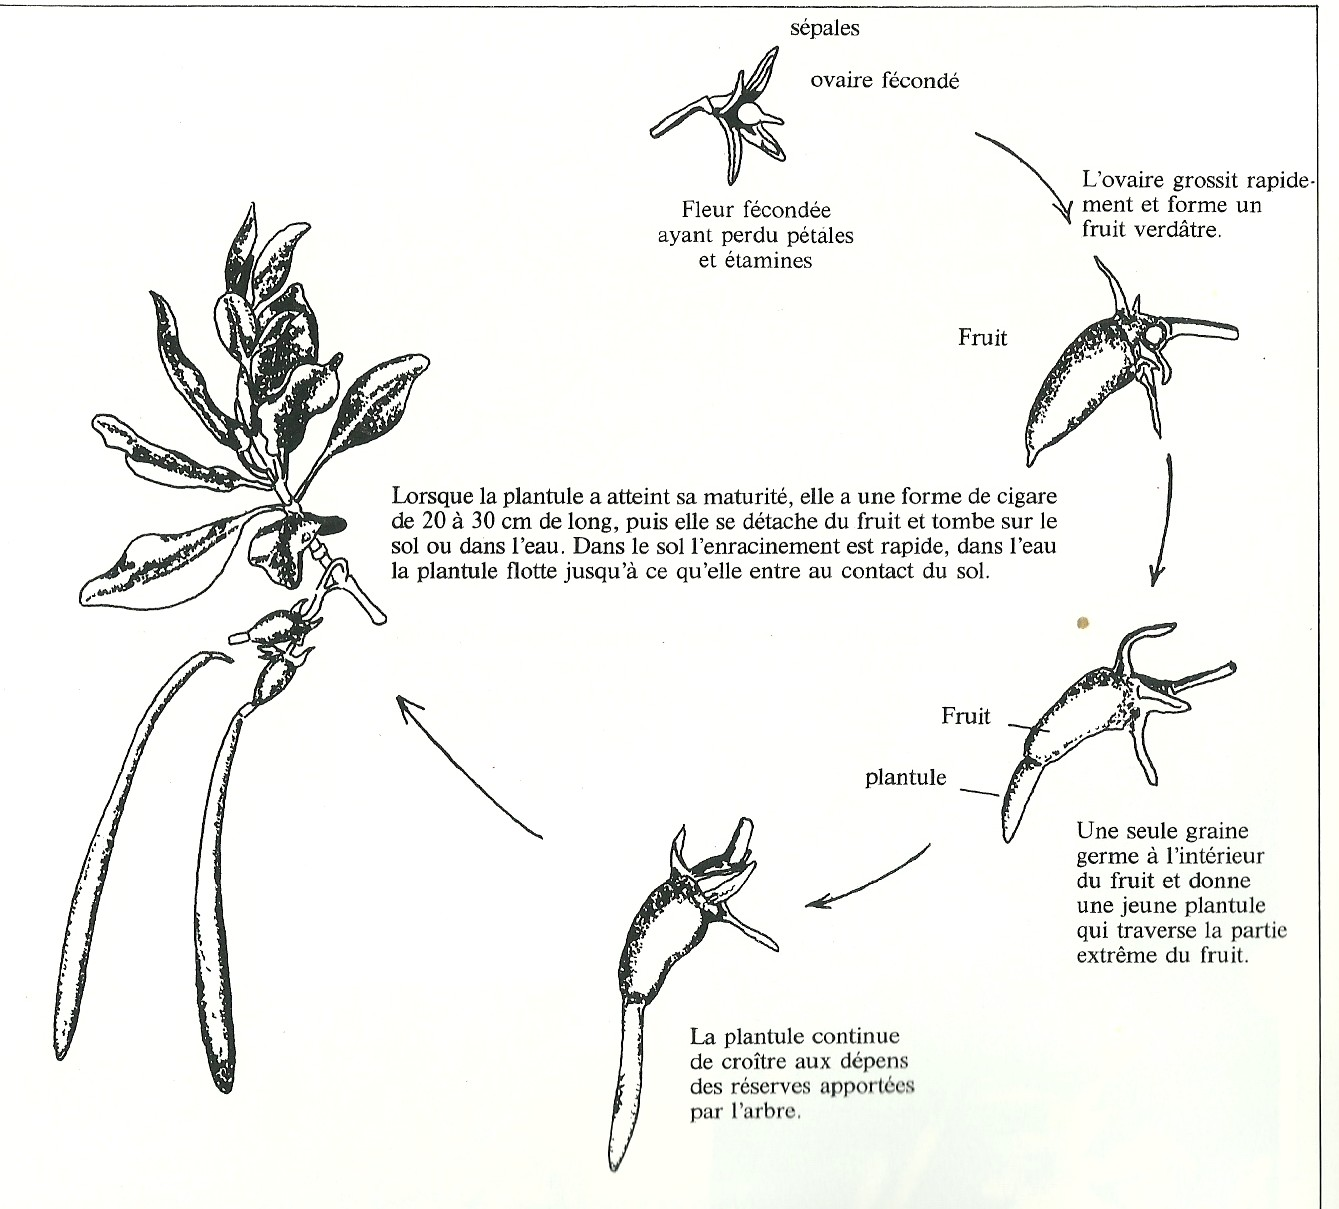 sépales
ovaire fécondé
Fleur fécondée
ayant perdu pétales
et étamines
L'ovaire grossit rapide-
ment et forme un
fruit verdâtre.
Fruit
Lorsque la plantule a atteint sa maturité, elle a une forme de cigare
de 20 à 30 cm de long, puis elle se détache du fruit et tombe sur le
sol ou dans l'eau. Dans le sol l'enracinement est rapide, dans l'eau
la plantule flotte jusqu'à ce qu'elle entre au contact du sol.
Fruit
plantule
Une seule graine
germe à l'intérieur
du fruit et donne
une jeune plantule
qui traverse la partie
extrême du fruit.
La plantule continue
de croître aux dépens
des réserves apportées
par l'arbre.